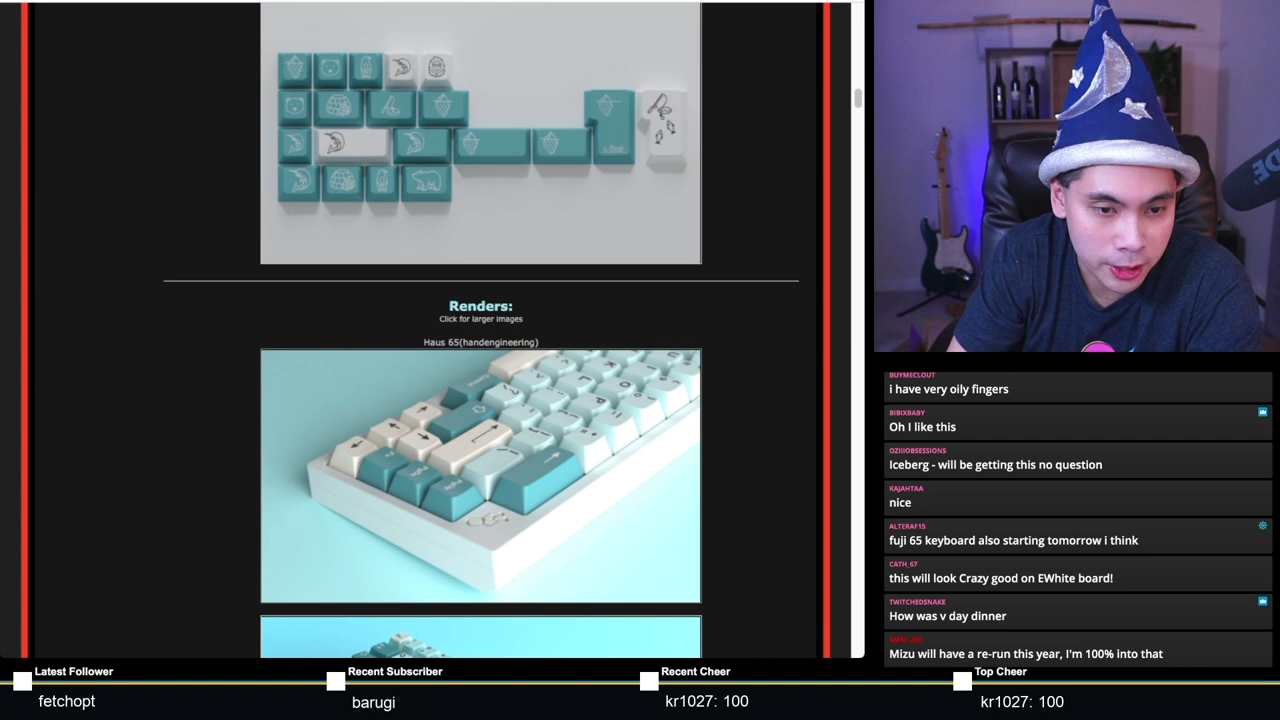 Renders:
Click for larger images
Haus 65(handengineering)
BUYMECLOUT
i have very oily fingers
BIBIXBABY
Oh I like this
OZIIIOBSESSIONS
Iceberg - will be getting this no question
KAJAHTAA
nice
ALTERAF15
fuji 65 keyboard also starting tomorrow i think
CATH_67
this will look Crazy good on EWhite board!
TWITCHEDSNAKE
How was v day dinner
Mizu will have a re-run this year, I'm 100% into that
Latest Follower
fetchopt
Recent Subscriber
barugi
Recent Cheer
kr1027: 100
Top Cheer
kr1027: 100